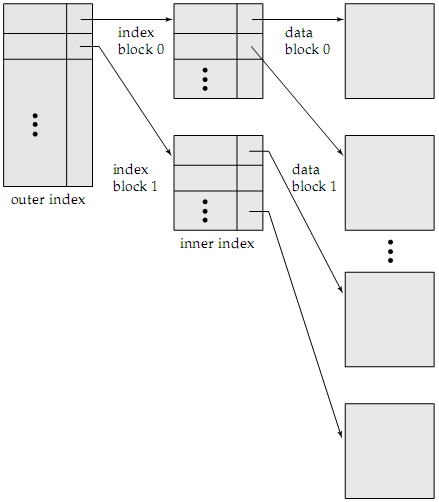 index
block 0
data
block 0
index
block 1
data
block 1
outer index
inner index